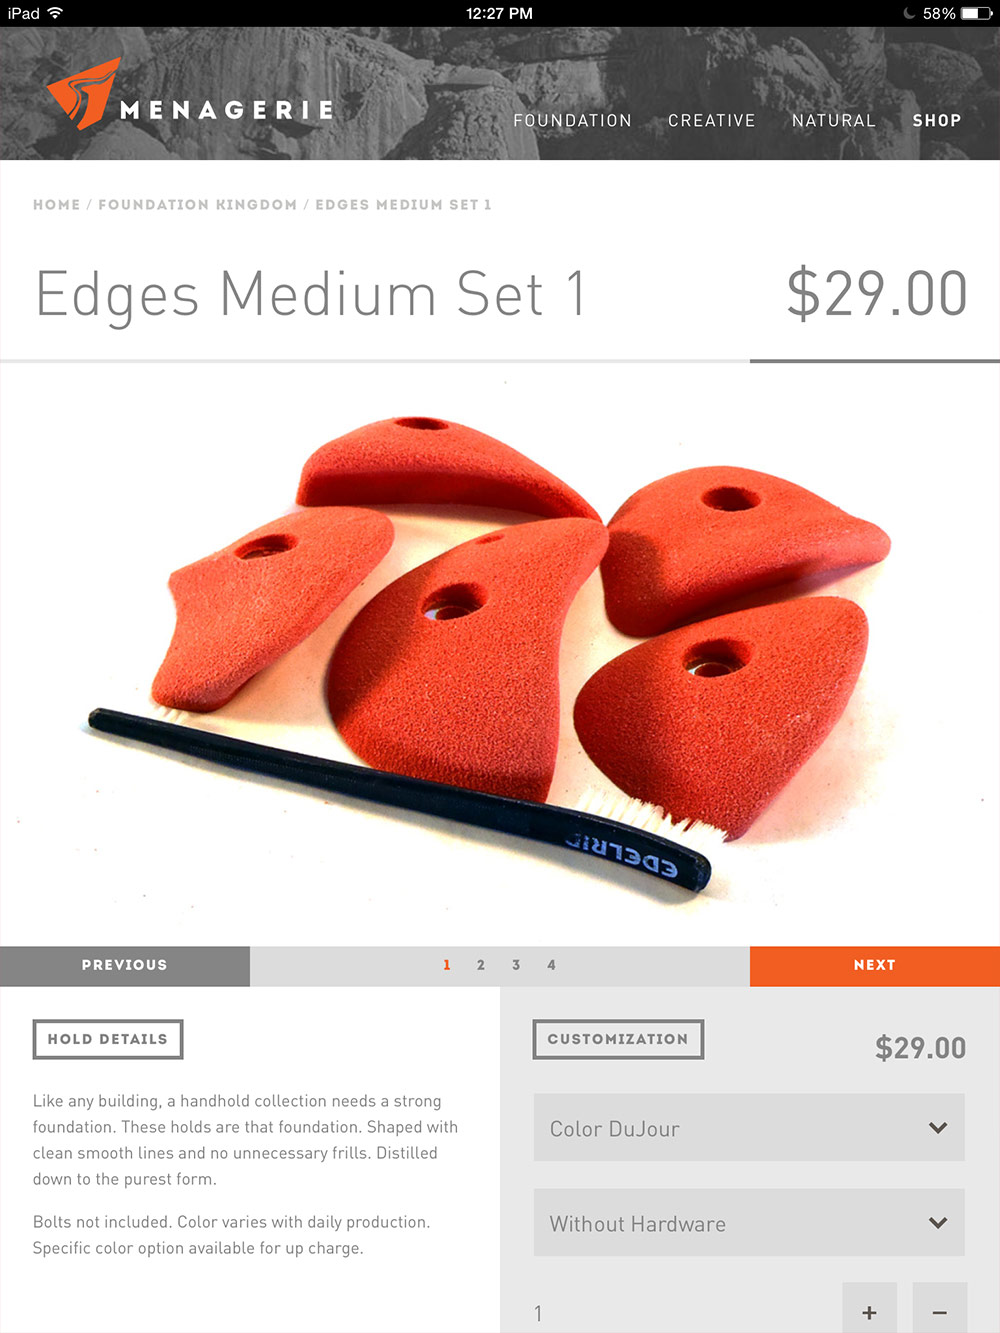 iPad 12:27 PM 58%
MENAGERIE
FOUNDATION CREATIVE NATURAL SHOP
HOME / FOUNDATION KINGDOM / EDGES MEDIUM SET 1
Edges Medium Set 1 $29.00
EDELRID
PREVIOUS 1 2 3 4 NEXT
HOLD DETAILS
Like any building, a handhold collection needs a strong
foundation. These holds are that foundation. Shaped with
clean smooth lines and no unnecessary frills. Distilled
down to the purest form.
Bolts not included. Color varies with daily production.
Specific color option available for up charge.
CUSTOMIZATION $29.00
Color DuJour
Without Hardware
1 + −